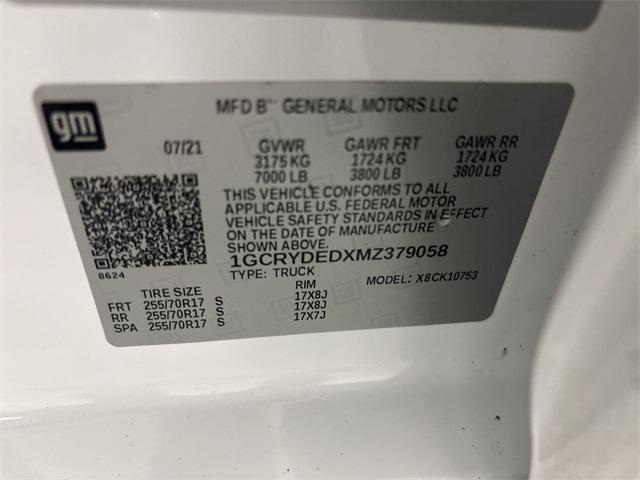 gm
MFD BY GENERAL MOTORS LLC
07/21 GVWR GAWR FRT GAWR RR
3175 KG 1724 KG 1724 KG
7000 LB 3800 LB 3800 LB
THIS VEHICLE CONFORMS TO ALL
APPLICABLE U.S. FEDERAL MOTOR
VEHICLE SAFETY STANDARDS IN EFFECT
ON THE DATE OF MANUFACTURE
SHOWN ABOVE.
1GCRYDEDXMZ379058
8624
TYPE: TRUCK MODEL: X8CK10753
TIRE SIZE RIM
FRT 255/70R17 S 17X8J
RR 255/70R17 S 17X8J
SPA 255/70R17 S 17X7J